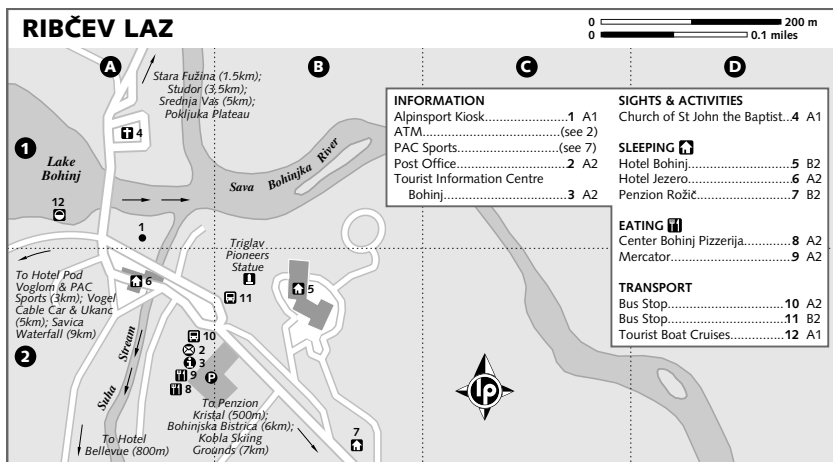 RIBČEV LAZ
0 200 m
0 0.1 miles
A
B
C
D
1
2
Stara Fužina (1.5km);
Studor (3.5km);
Srednja Vas (5km);
Pokljuka Plateau
4
Lake
Bohinj
Sava Bohinjka River
12
1
Triglav
Pioneers
Statue
To Hotel Pod
Voglom & PAC
Sports (3km); Vogel
Cable Car & Ukanc
(5km); Savica
Waterfall (9km)
6
11
5
10
2
3
9
8
P
Suha Stream
To Penzion
Kristal (500m);
Bohinjska Bistrica (6km);
Kobla Skiing
Grounds (7km)
7
To Hotel
Bellevue (800m)
lp
INFORMATION
Alpinsport Kiosk....................1 A1
ATM...................................(see 2)
PAC Sports..........................(see 7)
Post Office...........................2 A2
Tourist Information Centre
Bohinj................................3 A2
SIGHTS & ACTIVITIES
Church of St John the Baptist..4 A1
SLEEPING
Hotel Bohinj.........................5 B2
Hotel Jezero.........................6 A2
Penzion Rožič.......................7 B2
EATING
Center Bohinj Pizzerija...........8 A2
Mercator..............................9 A2
TRANSPORT
Bus Stop.............................10 A2
Bus Stop.............................11 B2
Tourist Boat Cruises..............12 A1